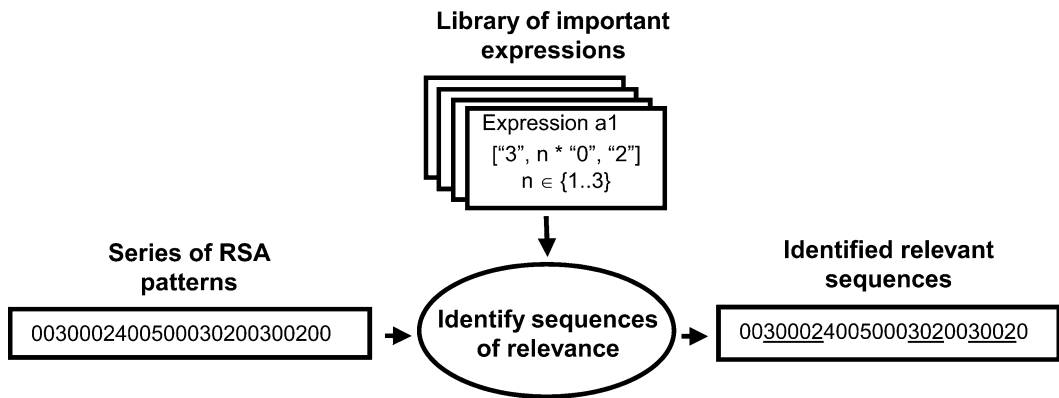 Library of important
expressions
Expression a1
[“3”, n * “0”, “2”]
n ∈ {1..3}
Series of RSA
patterns
0030002400500030200300200
Identify sequences
of relevance
Identified relevant
sequences
003000240050003020030020